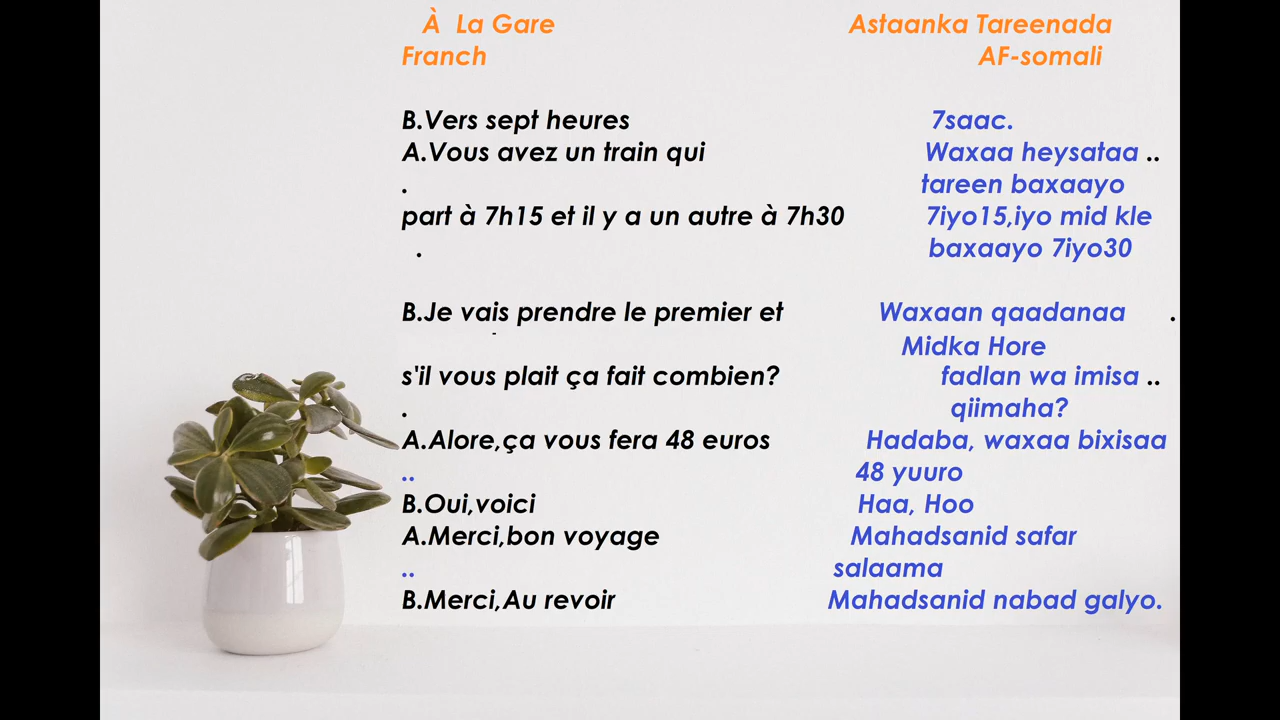 À La Gare Astaanka Tareenada
Franch AF-somali
B.Vers sept heures 7saac.
A.Vous avez un train qui Waxaa heysataa ..
. tareen baxaayo
part à 7h15 et il y a un autre à 7h30 7iyo15,iyo mid kle
. baxaayo 7iyo30
B.Je vais prendre le premier et Waxaan qaadanaa .
- Midka Hore
s'il vous plait ça fait combien? fadlan wa imisa ..
. qiimaha?
A.Alore,ça vous fera 48 euros Hadaba, waxaa bixisaa
.. 48 yuuro
B.Oui,voici Haa, Hoo
A.Merci,bon voyage Mahadsanid safar
.. salaama
B.Merci,Au revoir Mahadsanid nabad galyo.